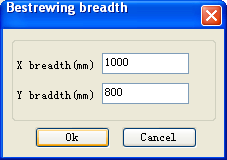 Bestrewing breadth
X breadth(mm) 1000
Y braddth(mm) 800
Ok Cancel